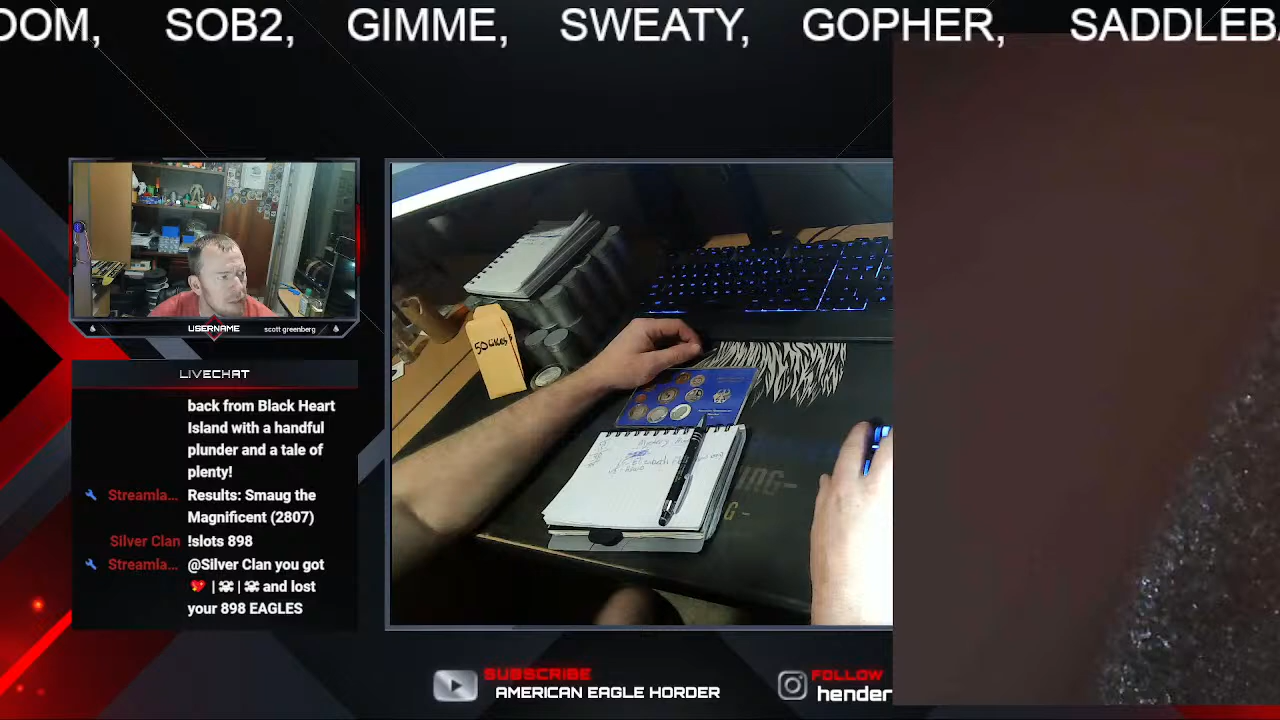 DOM, SOB2, GIMME, SWEATY, GOPHER, SADDLEBA
USERNAME scott greenberg
LIVECHAT
back from Black Heart
Island with a handful
plunder and a tale of
plenty!
Streamla... Results: Smaug the
Magnificent (2807)
Silver Clan !slots 898
Streamla... @Silver Clan you got
❤️ | ☠ | ☠ and lost
your 898 EAGLES
SUBSCRIBE
AMERICAN EAGLE HORDER
FOLLOW
hender